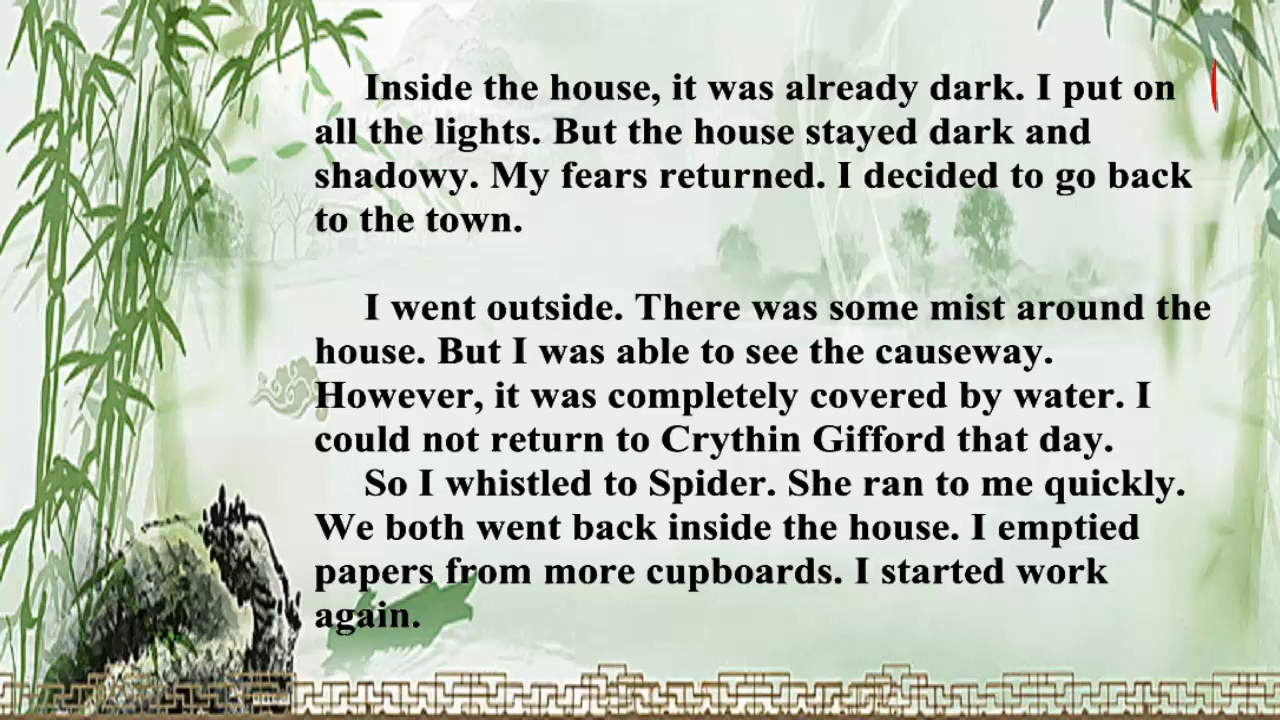 Inside the house, it was already dark. I put on
all the lights. But the house stayed dark and
shadowy. My fears returned. I decided to go back
to the town.
I went outside. There was some mist around the
house. But I was able to see the causeway.
However, it was completely covered by water. I
could not return to Crythin Gifford that day.
So I whistled to Spider. She ran to me quickly.
We both went back inside the house. I emptied
papers from more cupboards. I started work
again.